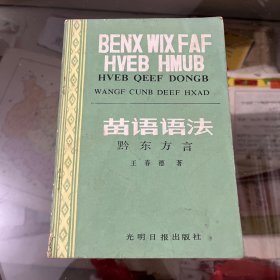 BENX WIX FAF
HVEB HMUB
HVEB QEEF DONGB
WANGF CUNB DEEF HXAD
苗语语法
黔东方言
王春德 著
光明日报出版社